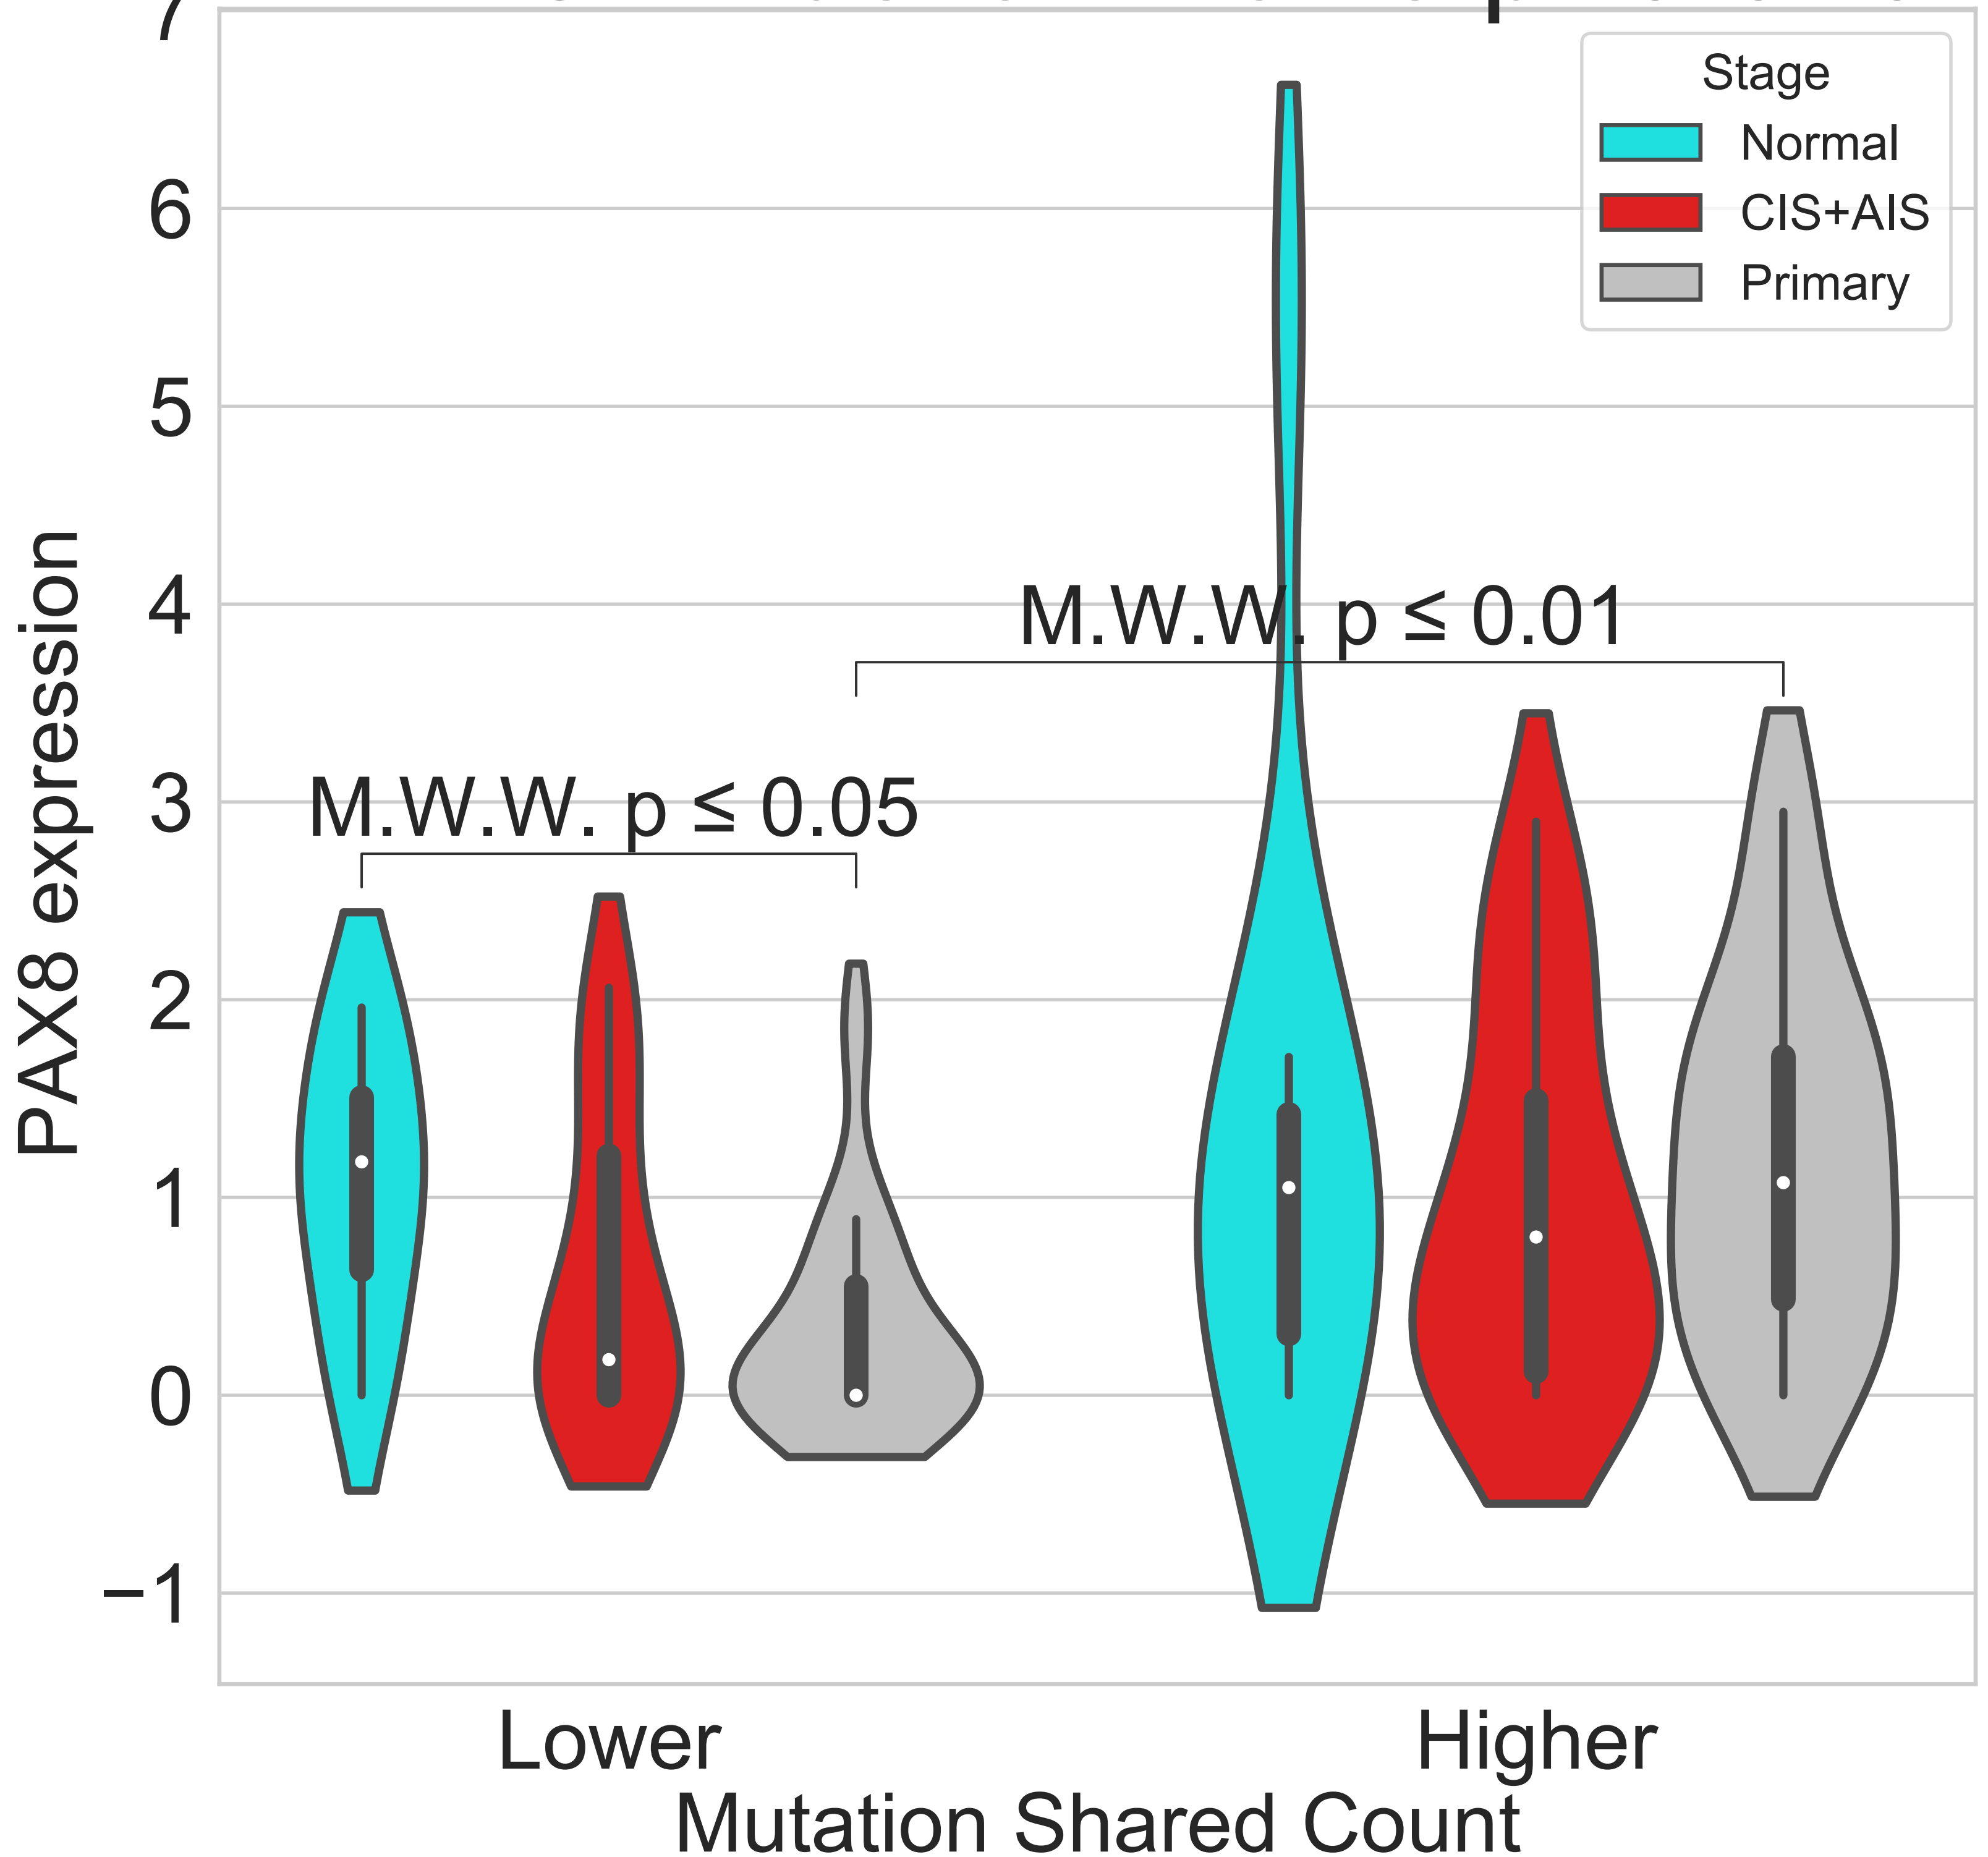 7
6
5
4
3
2
1
0
−1
PAX8 expression
Stage
Normal
CIS+AIS
Primary
M.W.W. p ≤ 0.01
M.W.W. p ≤ 0.05
Lower
Higher
Mutation Shared Count